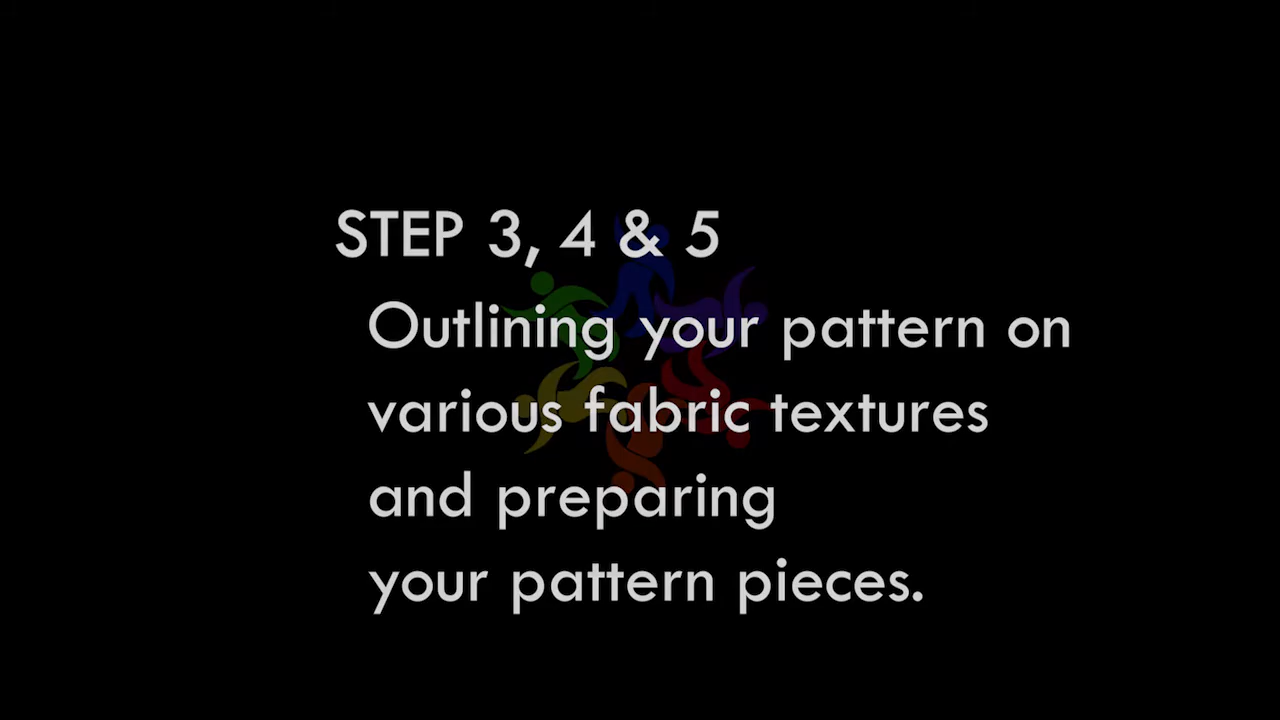 STEP 3, 4 & 5
Outlining your pattern on
various fabric textures
and preparing
your pattern pieces.